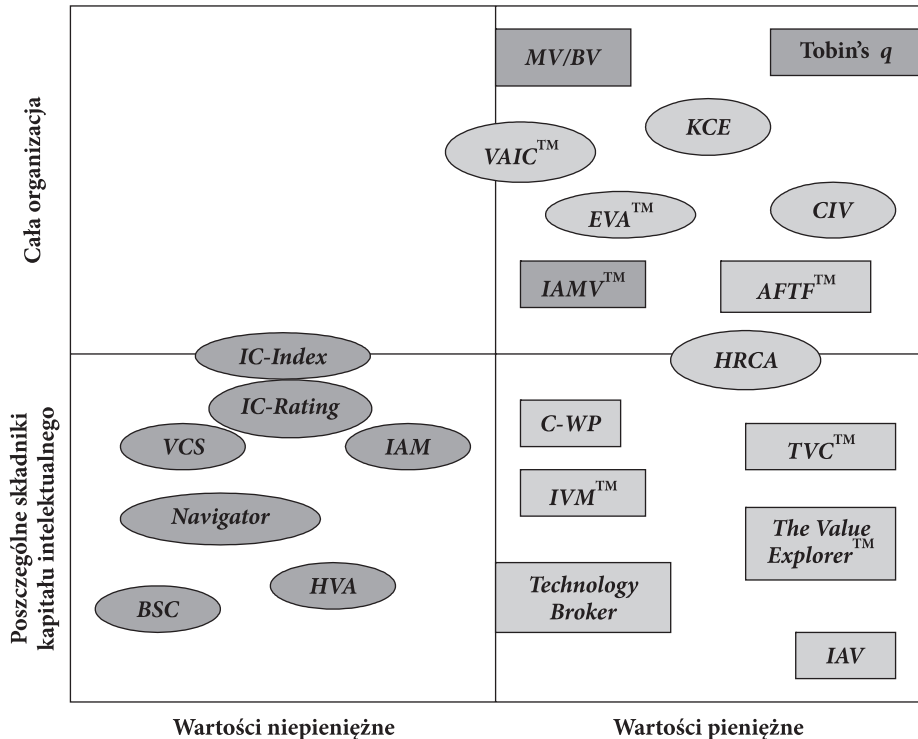 Cała organizacja
MV/BV
Tobin's q
KCE
VAIC™
EVA™
CIV
IAMV™
AFTF™
IC-Index
HRCA
Poszczególne składniki
kapitału intelektualnego
IC-Rating
C-WP
VCS
IAM
TVC™
IVM™
Navigator
The Value
Explorer™
HVA
Technology
Broker
BSC
IAV
Wartości niepieniężne
Wartości pieniężne